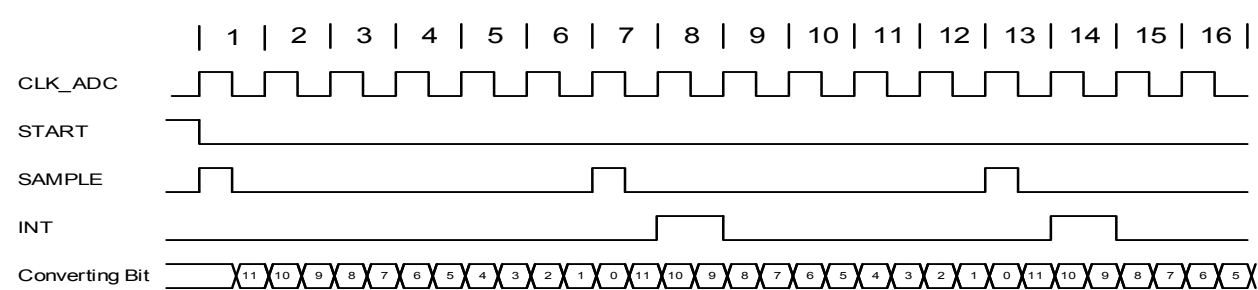 1 2 3 4 5 6 7 8 9 10 11 12 13 14 15 16
CLK_ADC
START
SAMPLE
INT
Converting Bit 11 10 9 8 7 6 5 4 3 2 1 0 11 10 9 8 7 6 5 4 3 2 1 0 11 10 9 8 7 6 5